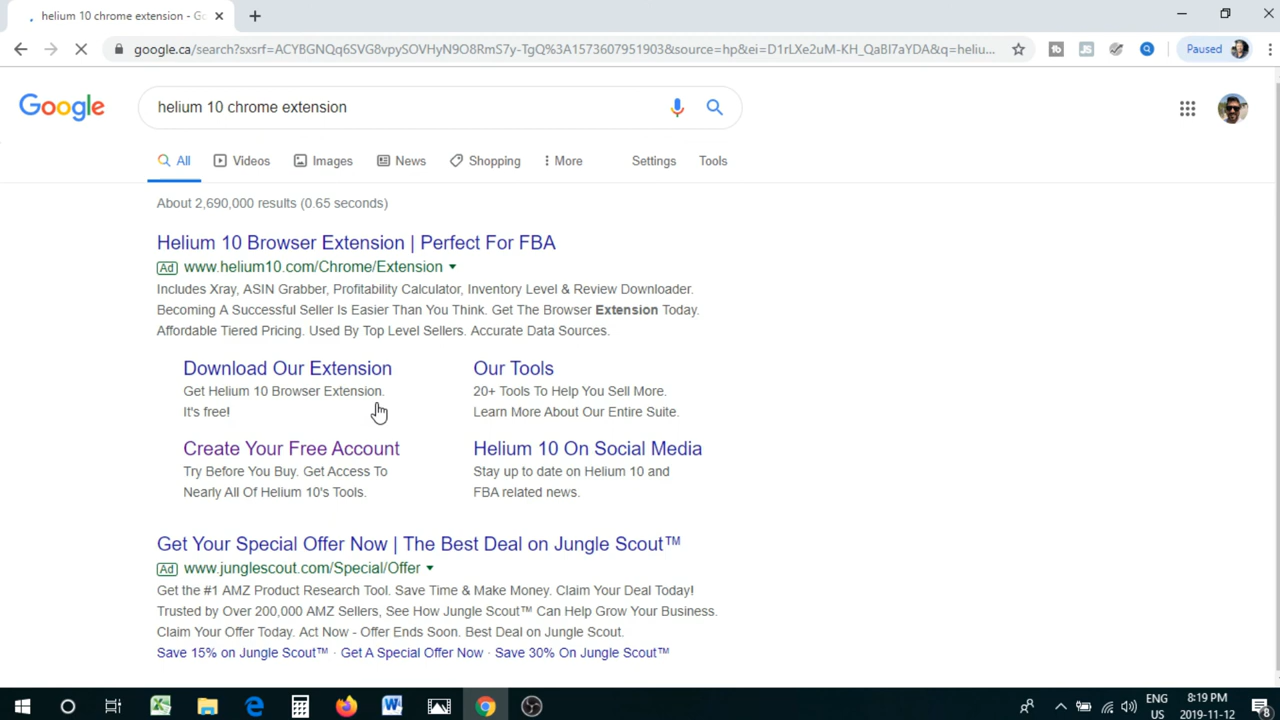 helium 10 chrome extension - Go
google.ca/search?sxsrf=ACYBGNQq6SVG8vpySOVHyN9O8RmS7y-TgQ%3A1573607951903&source=hp&ei=D1rLXe2uM-KH_QaBl7aYDA&q=heliu...
Paused
Google
helium 10 chrome extension
All
Videos
Images
News
Shopping
More
Settings
Tools
About 2,690,000 results (0.65 seconds)
Helium 10 Browser Extension | Perfect For FBA
Ad www.helium10.com/Chrome/Extension
Includes Xray, ASIN Grabber, Profitability Calculator, Inventory Level & Review Downloader.
Becoming A Successful Seller Is Easier Than You Think. Get The Browser Extension Today.
Affordable Tiered Pricing. Used By Top Level Sellers. Accurate Data Sources.
Download Our Extension
Get Helium 10 Browser Extension.
It's free!
Our Tools
20+ Tools To Help You Sell More.
Learn More About Our Entire Suite.
Create Your Free Account
Try Before You Buy. Get Access To
Nearly All Of Helium 10's Tools.
Helium 10 On Social Media
Stay up to date on Helium 10 and
FBA related news.
Get Your Special Offer Now | The Best Deal on Jungle Scout™
Ad www.junglescout.com/Special/Offer
Get the #1 AMZ Product Research Tool. Save Time & Make Money. Claim Your Deal Today!
Trusted by Over 200,000 AMZ Sellers, See How Jungle Scout™ Can Help Grow Your Business.
Claim Your Offer Today. Act Now - Offer Ends Soon. Best Deal on Jungle Scout.
Save 15% on Jungle Scout™ · Get A Special Offer Now · Save 30% On Jungle Scout™
ENG
US
8:19 PM
2019-11-12
8